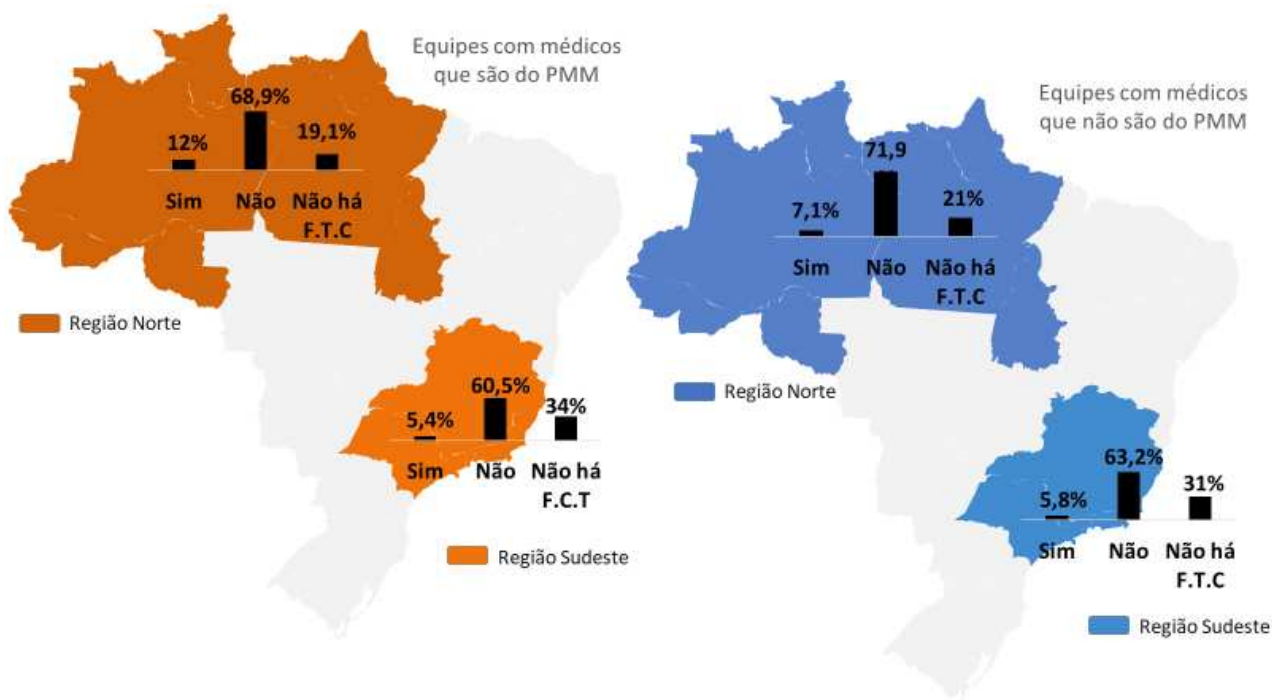 Equipes com médicos
que são do PMM
68,9%
12%
19,1%
Sim
Não
Não há
F.T.C
Região Norte
60,5%
5,4%
34%
Sim
Não
Não há
F.C.T
Região Sudeste
Equipes com médicos
que não são do PMM
71,9
7,1%
21%
Sim
Não
Não há
F.T.C
Região Norte
63,2%
5,8%
31%
Sim
Não
Não há
F.T.C
Região Sudeste